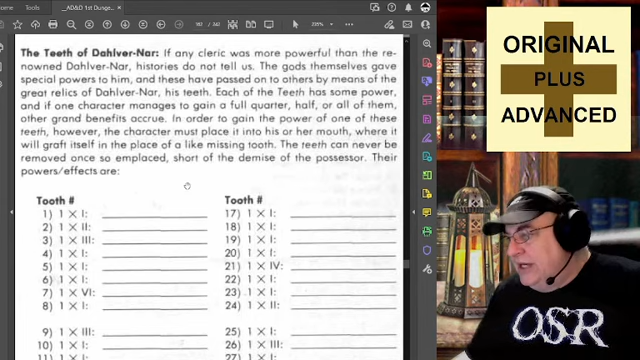 Home Tools __AD&D 1st Dunge...
The Teeth of Dahlver-Nar: If any cleric was more powerful than the re-
nowned Dahlver-Nar, histories do not tell us. The gods themselves gave
special powers to him, and these have passed on to others by means of the
great relics of Dahlver-Nar, his teeth. Each of the Teeth has some power,
and if one character manages to gain a full quarter, half, or all of them,
other grand benefits accrue. In order to gain the power of one of these
teeth, however, the character must place it into his or her mouth, where it
will graft itself in the place of a like missing tooth. The teeth can never be
removed once so emplaced, short of the demise of the possessor. Their
powers/effects are:
Tooth #
1) 1 × I:
2) 1 × II:
3) 1 × III:
4) 1 × I:
5) 1 × I:
6) 1 × I:
7) 1 × VI:
8) 1 × I:
9) 1 × III:
10) 1 × I:
Tooth #
17) 1 × I:
18) 1 × I:
19) 1 × I:
20) 1 × I:
21) 1 × IV:
22) 1 × I:
23) 1 × I:
24) 1 × II:
25) 1 × I:
26) 1 × III:
27) 1 × I:
ORIGINAL
PLUS
ADVANCED
OSR